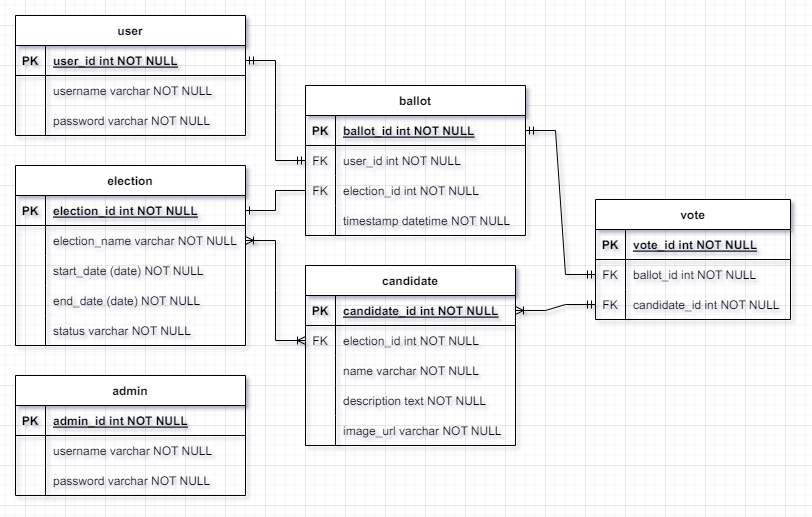 user
PK user_id int NOT NULL
username varchar NOT NULL
password varchar NOT NULL
election
PK election_id int NOT NULL
election_name varchar NOT NULL
start_date (date) NOT NULL
end_date (date) NOT NULL
status varchar NOT NULL
admin
PK admin_id int NOT NULL
username varchar NOT NULL
password varchar NOT NULL
ballot
PK ballot_id int NOT NULL
FK user_id int NOT NULL
FK election_id int NOT NULL
timestamp datetime NOT NULL
candidate
PK candidate_id int NOT NULL
FK election_id int NOT NULL
name varchar NOT NULL
description text NOT NULL
image_url varchar NOT NULL
vote
PK vote_id int NOT NULL
FK ballot_id int NOT NULL
FK candidate_id int NOT NULL